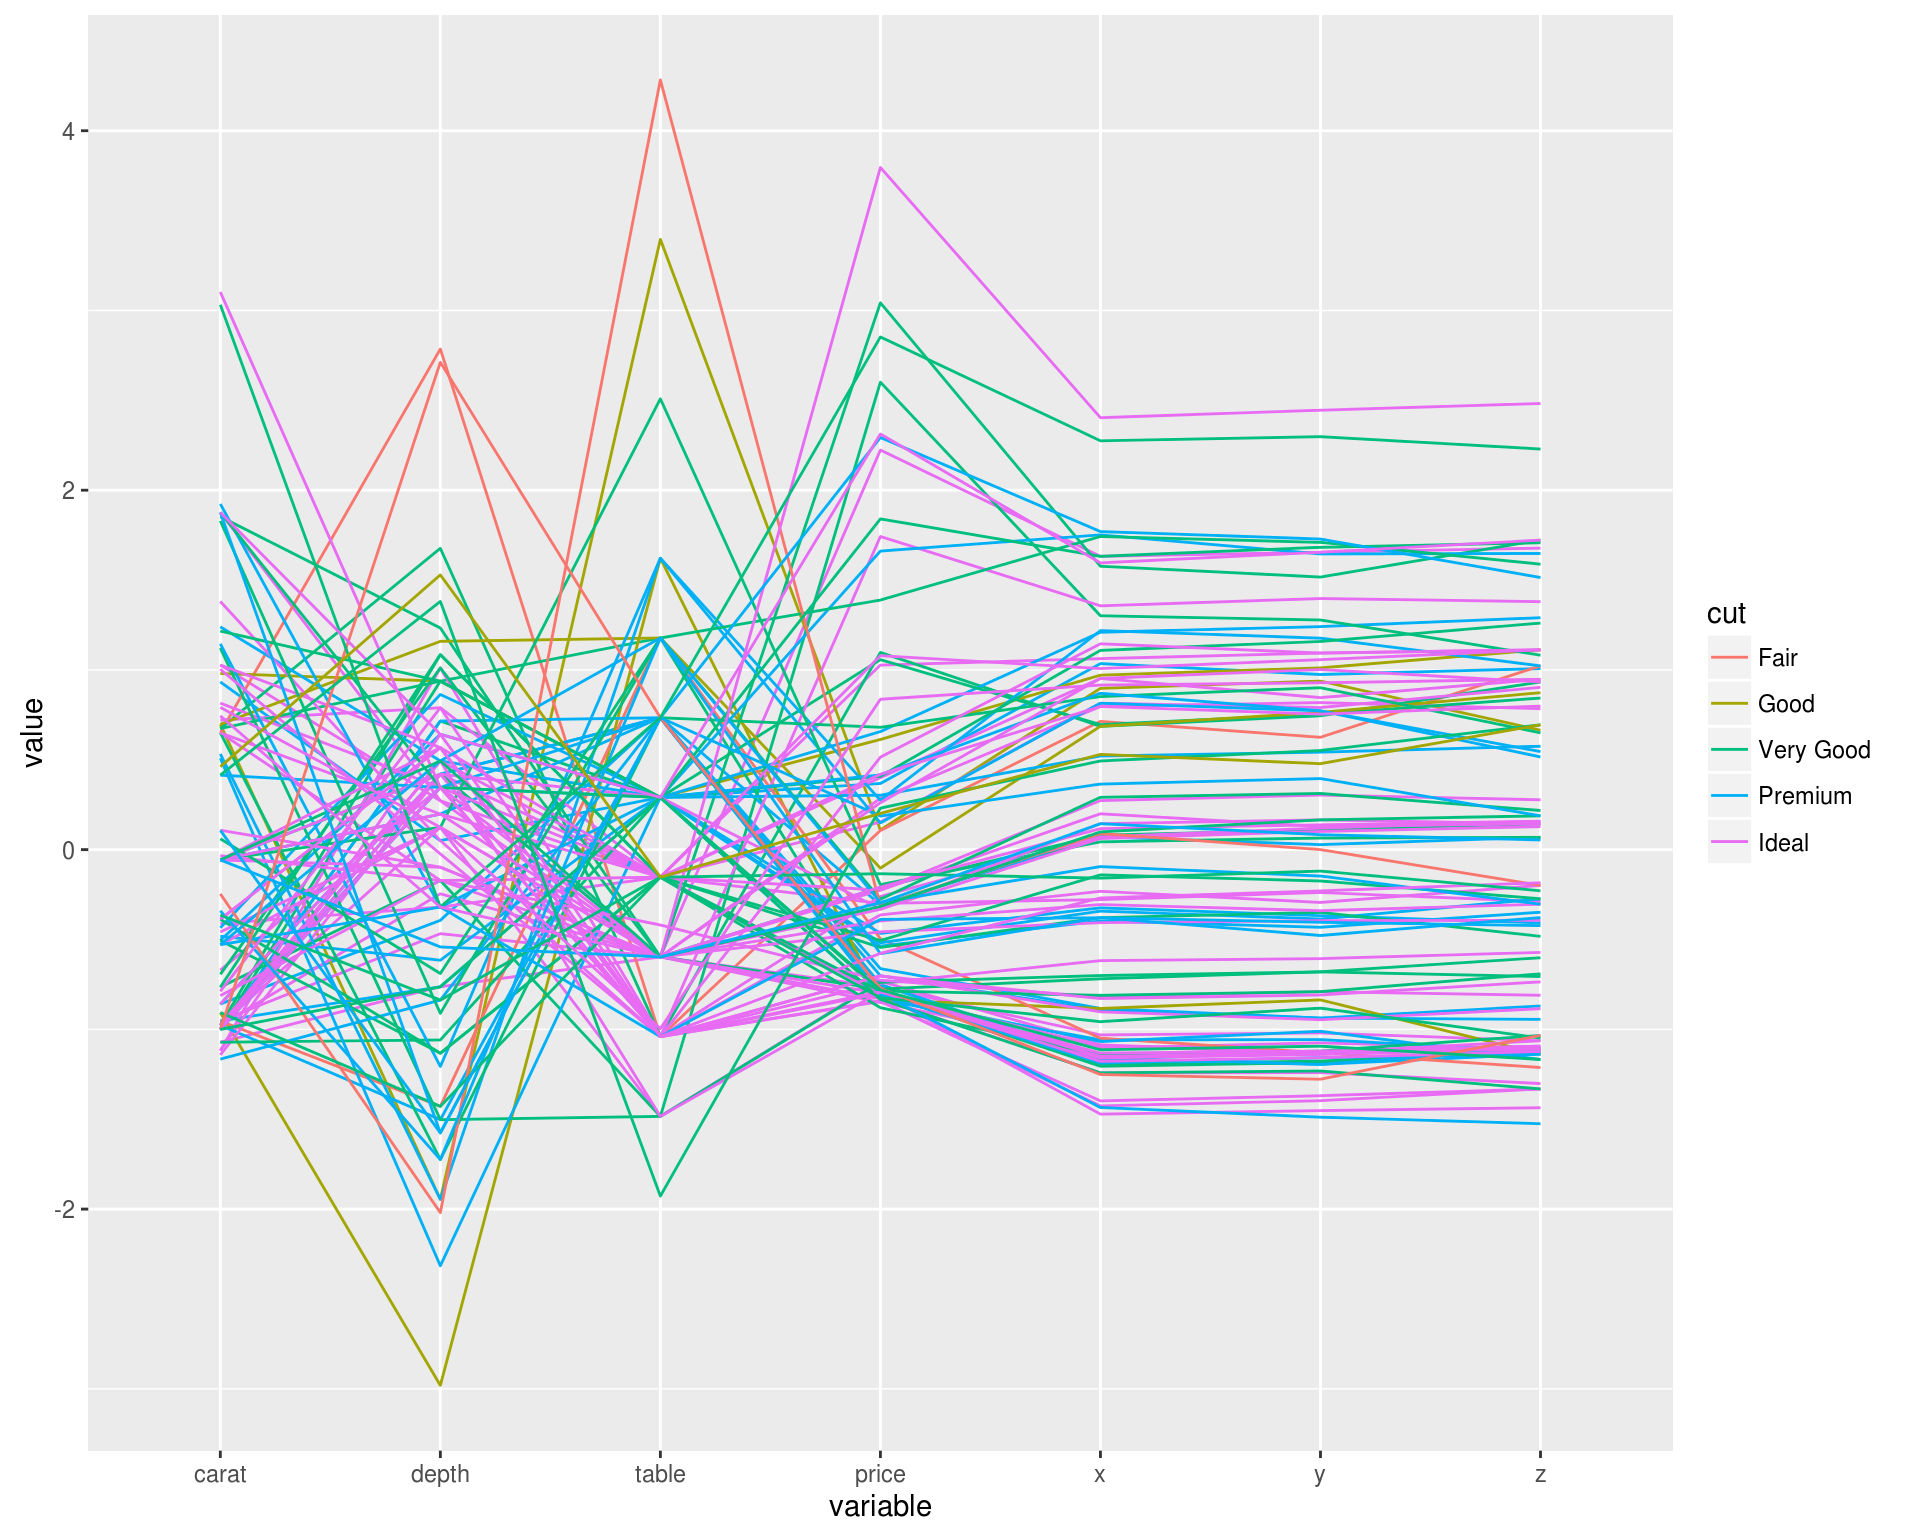 4
2
0
-2
value
carat depth table price x y z
variable
cut
Fair
Good
Very Good
Premium
Ideal